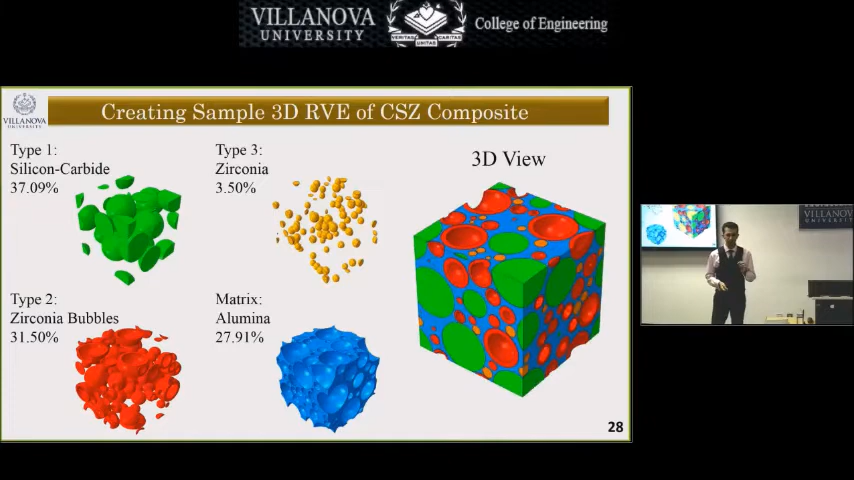 VILLANOVA
UNIVERSITY
VERITAS
UNITAS
CARITAS
College of Engineering
VILLANOVA
UNIVERSITY
Creating Sample 3D RVE of CSZ Composite
Type 1:
Silicon-Carbide
37.09%
Type 3:
Zirconia
3.50%
3D View
Type 2:
Zirconia Bubbles
31.50%
Matrix:
Alumina
27.91%
28
VILLANOVA